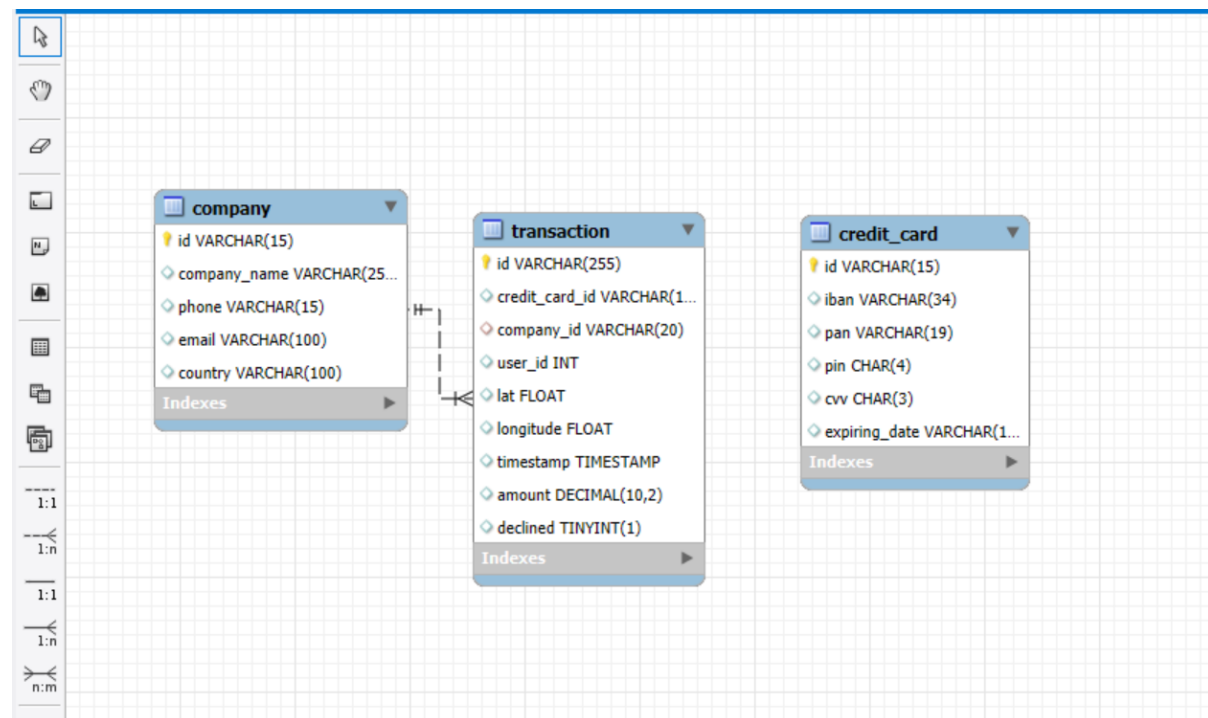 company
id VARCHAR(15)
company_name VARCHAR(25...
phone VARCHAR(15)
email VARCHAR(100)
country VARCHAR(100)
Indexes
transaction
id VARCHAR(255)
credit_card_id VARCHAR(1...
company_id VARCHAR(20)
user_id INT
lat FLOAT
longitude FLOAT
timestamp TIMESTAMP
amount DECIMAL(10,2)
declined TINYINT(1)
Indexes
credit_card
id VARCHAR(15)
iban VARCHAR(34)
pan VARCHAR(19)
pin CHAR(4)
cvv CHAR(3)
expiring_date VARCHAR(1...
Indexes
L
N
1:1
1:n
1:1
1:n
n:m